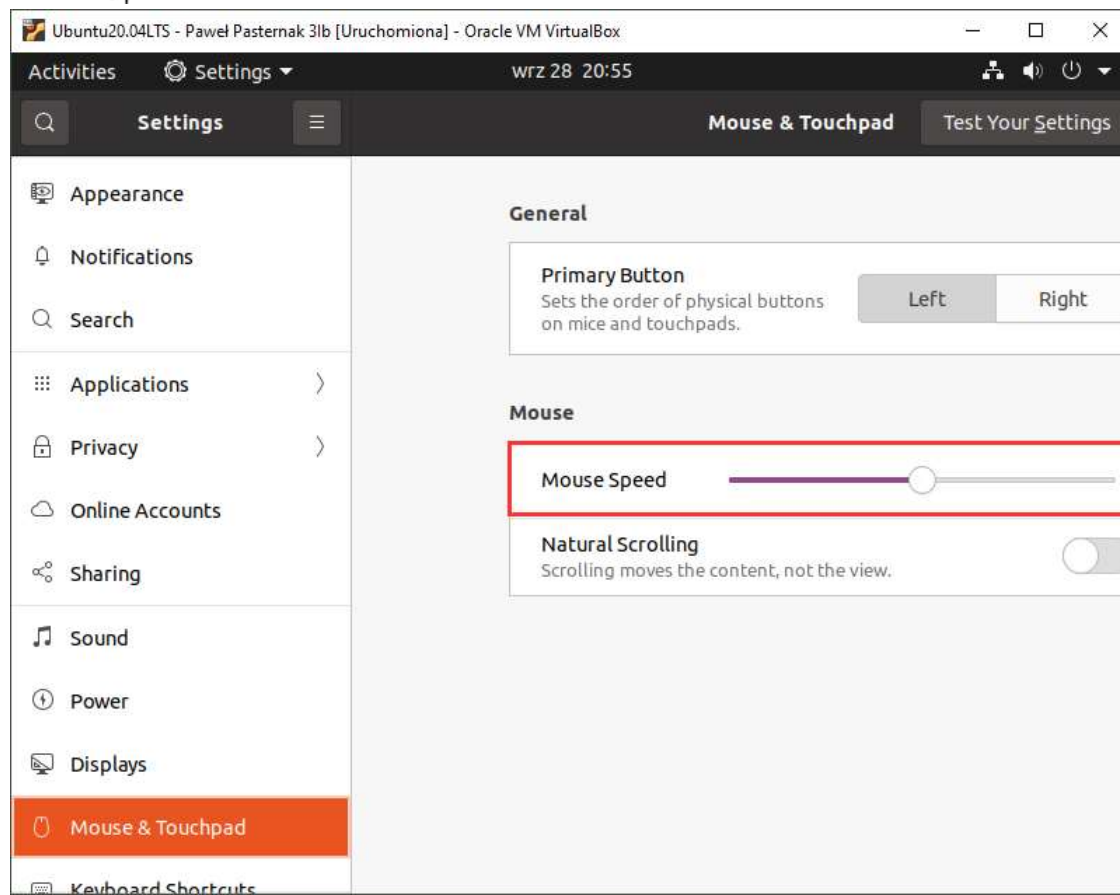 Ubuntu20.04LTS - Paweł Pasternak 3lb [Uruchomiona] - Oracle VM VirtualBox
Activities Settings wrz 28 20:55
Settings Mouse & Touchpad Test Your Settings
Appearance
Notifications
Search
Applications
Privacy
Online Accounts
Sharing
Sound
Power
Displays
Mouse & Touchpad
Keyboard Shortcuts
General
Primary Button
Sets the order of physical buttons
on mice and touchpads.
Left Right
Mouse
Mouse Speed
Natural Scrolling
Scrolling moves the content, not the view.